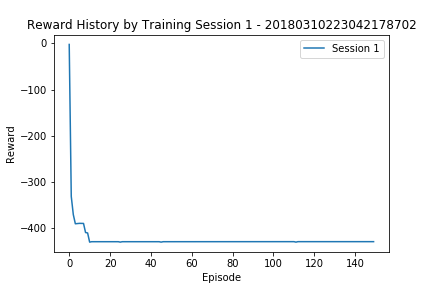 Reward History by Training Session 1 - 20180310223042178702
Session 1
0
−100
−200
−300
−400
Reward
0 20 40 60 80 100 120 140
Episode